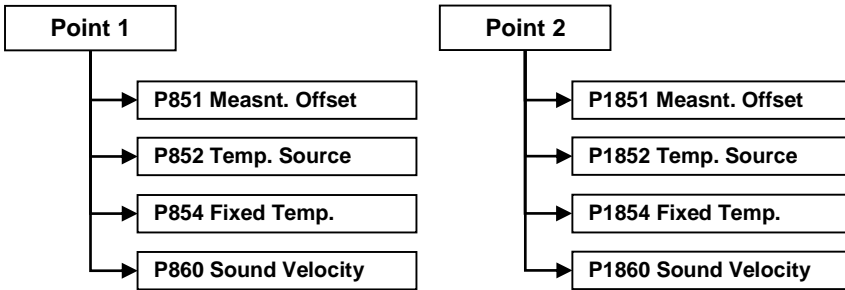 Point 1
P851 Measnt. Offset
P852 Temp. Source
P854 Fixed Temp.
P860 Sound Velocity
Point 2
P1851 Measnt. Offset
P1852 Temp. Source
P1854 Fixed Temp.
P1860 Sound Velocity